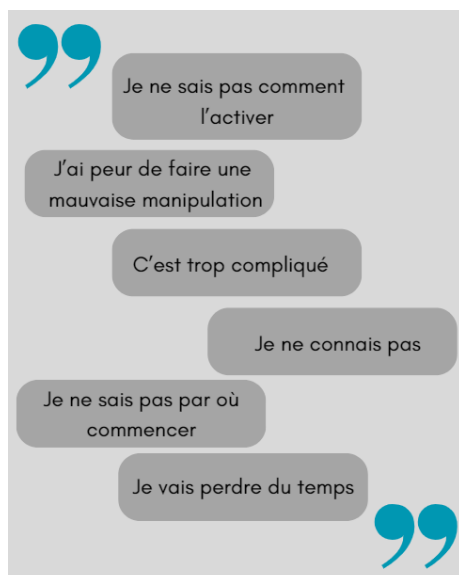 Je ne sais pas comment
l’activer
J’ai peur de faire une
mauvaise manipulation
C’est trop compliqué
Je ne connais pas
Je ne sais pas par où
commencer
Je vais perdre du temps